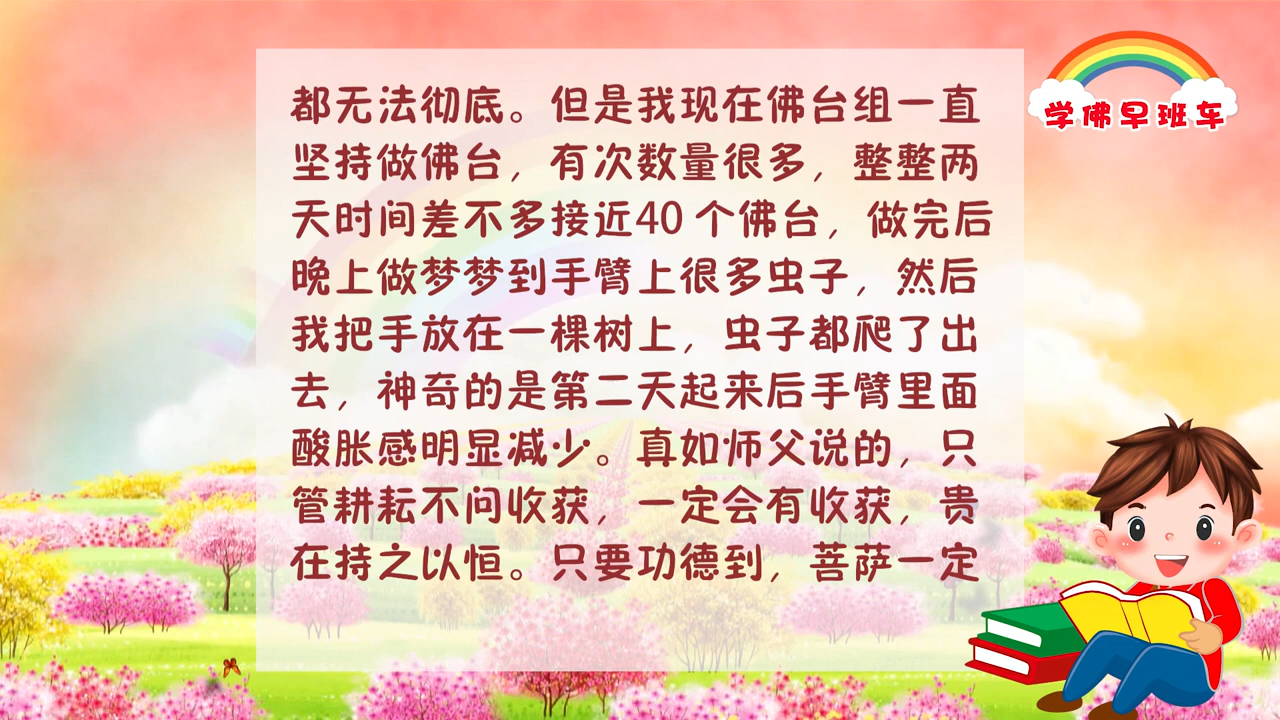 学佛早班车
都无法彻底。但是我现在佛台组一直
坚持做佛台，有次数量很多，整整两
天时间差不多接近40个佛台，做完后
晚上做梦梦到手臂上很多虫子，然后
我把手放在一棵树上，虫子都爬了出
去，神奇的是第二天起来后手臂里面
酸胀感明显减少。真如师父说的，只
管耕耘不问收获，一定会有收获，贵
在持之以恒。只要功德到，菩萨一定